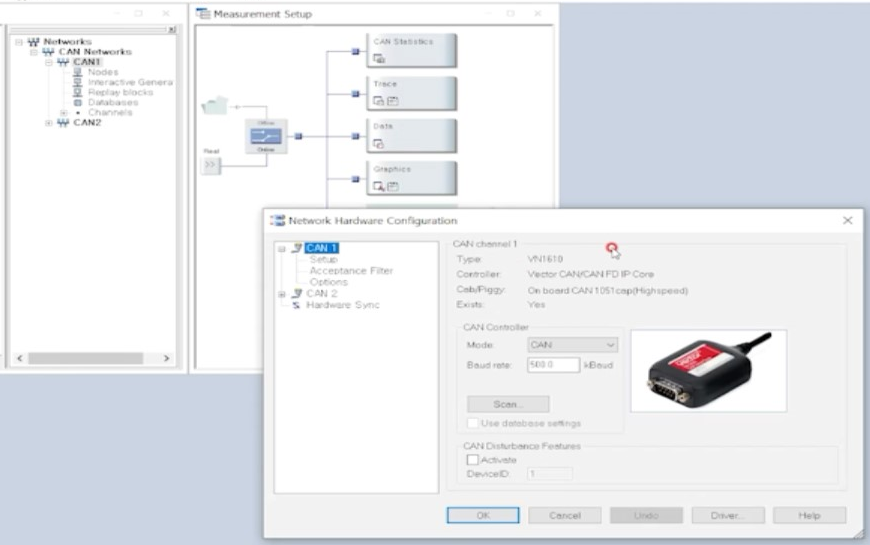 Measurement Setup
Networks
CAN Networks
CAN1
Nodes
Interactive Genera
Replay blocks
Databases
Channels
CAN2
CAN Statistics
Trace
Data
Graphics
Offline
Online
Real
Network Hardware Configuration
CAN 1
Setup
Acceptance Filter
Options
CAN 2
Hardware Sync
CAN channel 1
Type: VN1610
Controller: Vector CAN/CAN FD IP Core
Cab/Piggy: On board CAN 1051cap(Highspeed)
Exists: Yes
CAN Controller
Mode: CAN
Baud rate: 500.0 kBaud
Scan...
Use database settings
CAN Disturbance Features
Activate
DeviceID: 1
OK Cancel Undo Driver... Help